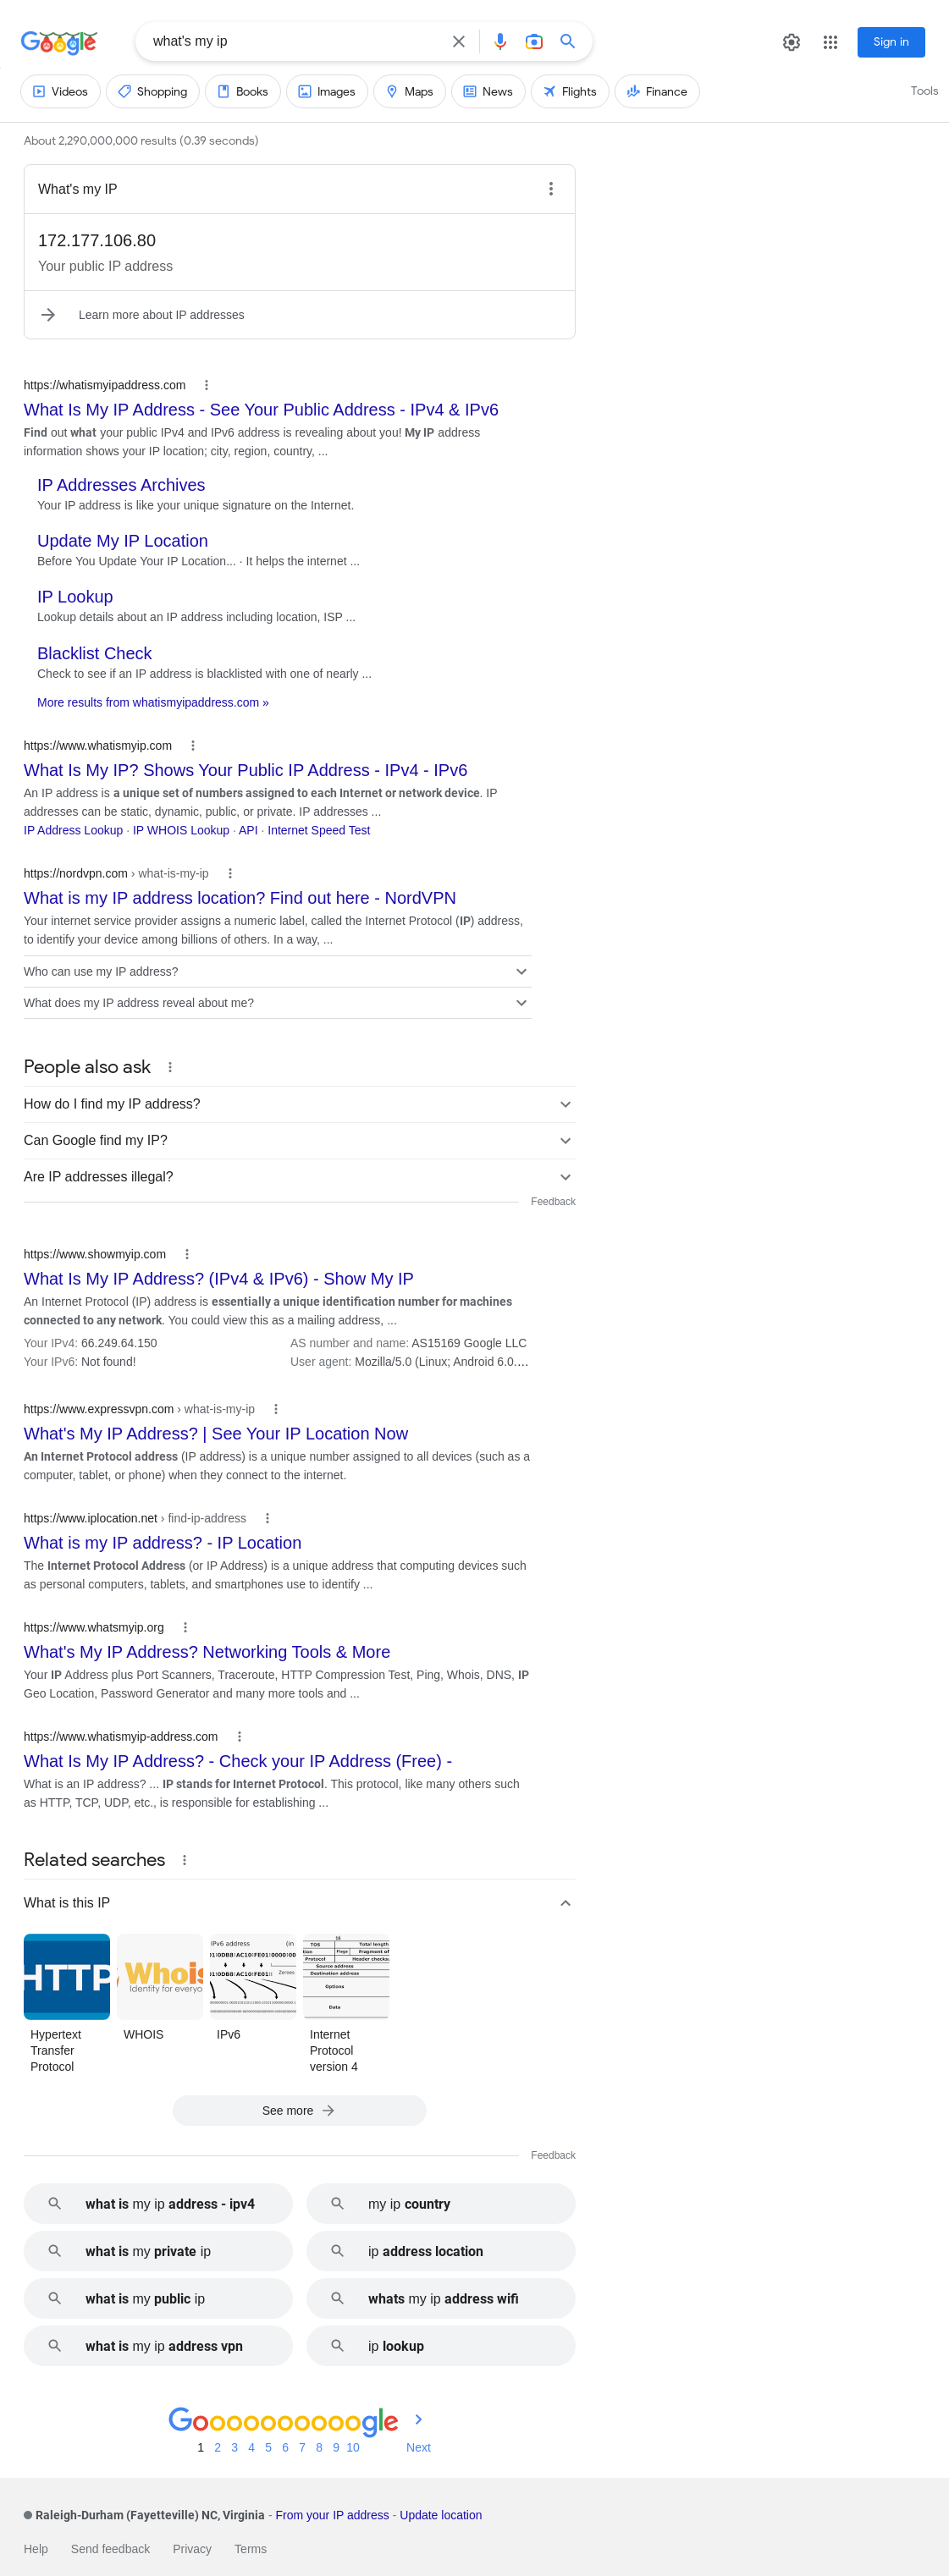 Google
what's my ip
Sign in
Videos
Shopping
Books
Images
Maps
News
Flights
Finance
Tools
About 2,290,000,000 results (0.39 seconds)
What's my IP
172.177.106.80
Your public IP address
Learn more about IP addresses
https://whatismyipaddress.com
What Is My IP Address - See Your Public Address - IPv4 & IPv6
Find out what your public IPv4 and IPv6 address is revealing about you! My IP address
information shows your IP location; city, region, country, ...
IP Addresses Archives
Your IP address is like your unique signature on the Internet.
Update My IP Location
Before You Update Your IP Location... · It helps the internet ...
IP Lookup
Lookup details about an IP address including location, ISP ...
Blacklist Check
Check to see if an IP address is blacklisted with one of nearly ...
More results from whatismyipaddress.com »
https://www.whatismyip.com
What Is My IP? Shows Your Public IP Address - IPv4 - IPv6
An IP address is a unique set of numbers assigned to each Internet or network device. IP
addresses can be static, dynamic, public, or private. IP addresses ...
IP Address Lookup · IP WHOIS Lookup · API · Internet Speed Test
https://nordvpn.com › what-is-my-ip
What is my IP address location? Find out here - NordVPN
Your internet service provider assigns a numeric label, called the Internet Protocol (IP) address,
to identify your device among billions of others. In a way, ...
Who can use my IP address?
What does my IP address reveal about me?
People also ask
How do I find my IP address?
Can Google find my IP?
Are IP addresses illegal?
Feedback
https://www.showmyip.com
What Is My IP Address? (IPv4 & IPv6) - Show My IP
An Internet Protocol (IP) address is essentially a unique identification number for machines
connected to any network. You could view this as a mailing address, ...
Your IPv4: 66.249.64.150 AS number and name: AS15169 Google LLC
Your IPv6: Not found! User agent: Mozilla/5.0 (Linux; Android 6.0....
https://www.expressvpn.com › what-is-my-ip
What's My IP Address? | See Your IP Location Now
An Internet Protocol address (IP address) is a unique number assigned to all devices (such as a
computer, tablet, or phone) when they connect to the internet.
https://www.iplocation.net › find-ip-address
What is my IP address? - IP Location
The Internet Protocol Address (or IP Address) is a unique address that computing devices such
as personal computers, tablets, and smartphones use to identify ...
https://www.whatsmyip.org
What's My IP Address? Networking Tools & More
Your IP Address plus Port Scanners, Traceroute, HTTP Compression Test, Ping, Whois, DNS, IP
Geo Location, Password Generator and many more tools and ...
https://www.whatismyip-address.com
What Is My IP Address? - Check your IP Address (Free) -
What is an IP address? ... IP stands for Internet Protocol. This protocol, like many others such
as HTTP, TCP, UDP, etc., is responsible for establishing ...
Related searches
What is this IP
HTTP
Whois
Identity for everyo
IPv6 address (in
Zeroes
16
TOS
Total length
Flags
Fragment of
Protocol
Header checksu
Source address
Destination address
Options
Data
Hypertext
Transfer
Protocol
WHOIS
IPv6
Internet
Protocol
version 4
See more
Feedback
what is my ip address - ipv4
my ip country
what is my private ip
ip address location
what is my public ip
whats my ip address wifi
what is my ip address vpn
ip lookup
Goooooooooogle
1 2 3 4 5 6 7 8 9 10 Next
Raleigh-Durham (Fayetteville) NC, Virginia - From your IP address - Update location
Help Send feedback Privacy Terms